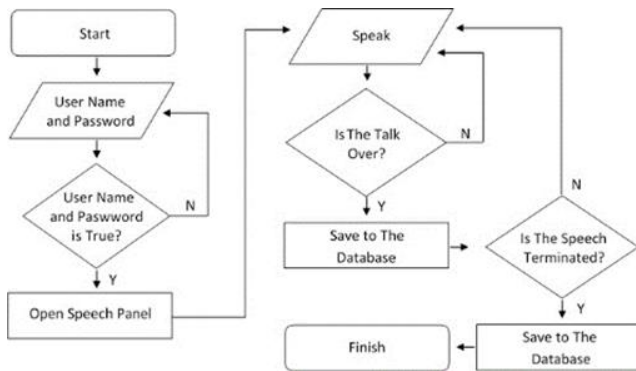 Start
User Name
and Password
N
User Name
and Paswword
is True?
Y
Open Speech Panel
Speak
N
Is The Talk
Over?
Y
Save to The
Database
N
Is The Speech
Terminated?
Y
Save to The
Database
Finish